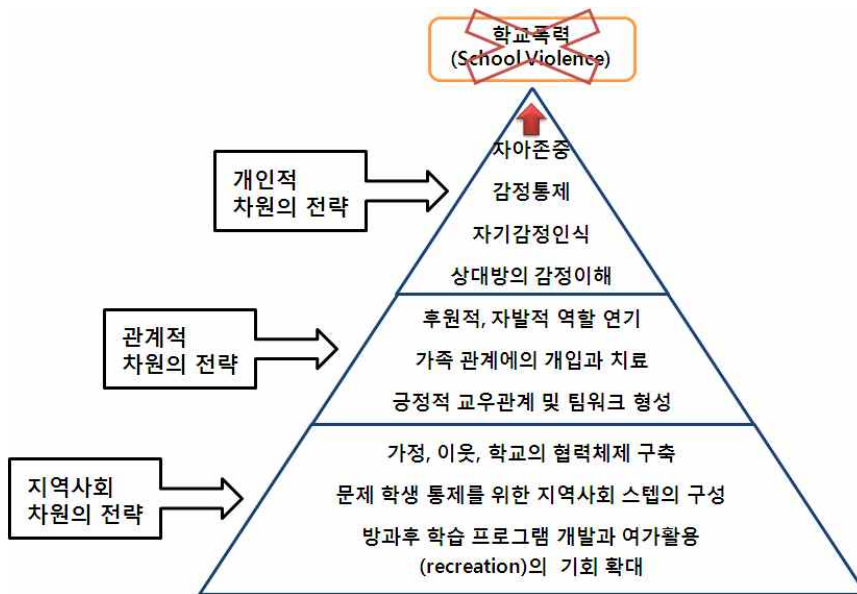 학교폭력
(School Violence)
자아존중
개인적
차원의 전략
감정통제
자기감정인식
상대방의 감정이해
후원적, 자발적 역할 연기
관계적
차원의 전략
가족 관계에의 개입과 치료
긍정적 교우관계 및 팀워크 형성
가정, 이웃, 학교의 협력체제 구축
지역사회
차원의 전략
문제 학생 통제를 위한 지역사회 스텝의 구성
방과후 학습 프로그램 개발과 여가활용
(recreation)의 기회 확대